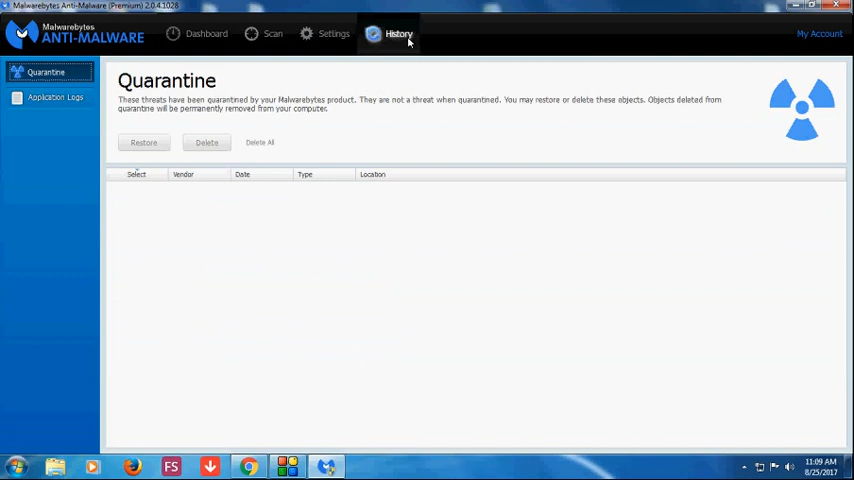 Malwarebytes Anti-Malware (Premium) 2.0.4.1028
Malwarebytes
ANTI-MALWARE
Dashboard
Scan
Settings
History
My Account
Quarantine
Application Logs
Quarantine
These threats have been quarantined by your Malwarebytes product. They are not a threat when quarantined. You may restore or delete these objects. Objects deleted from
quarantine will be permanently removed from your computer.
Restore
Delete
Delete All
Select
Vendor
Date
Type
Location
FS
11:09 AM
8/25/2017